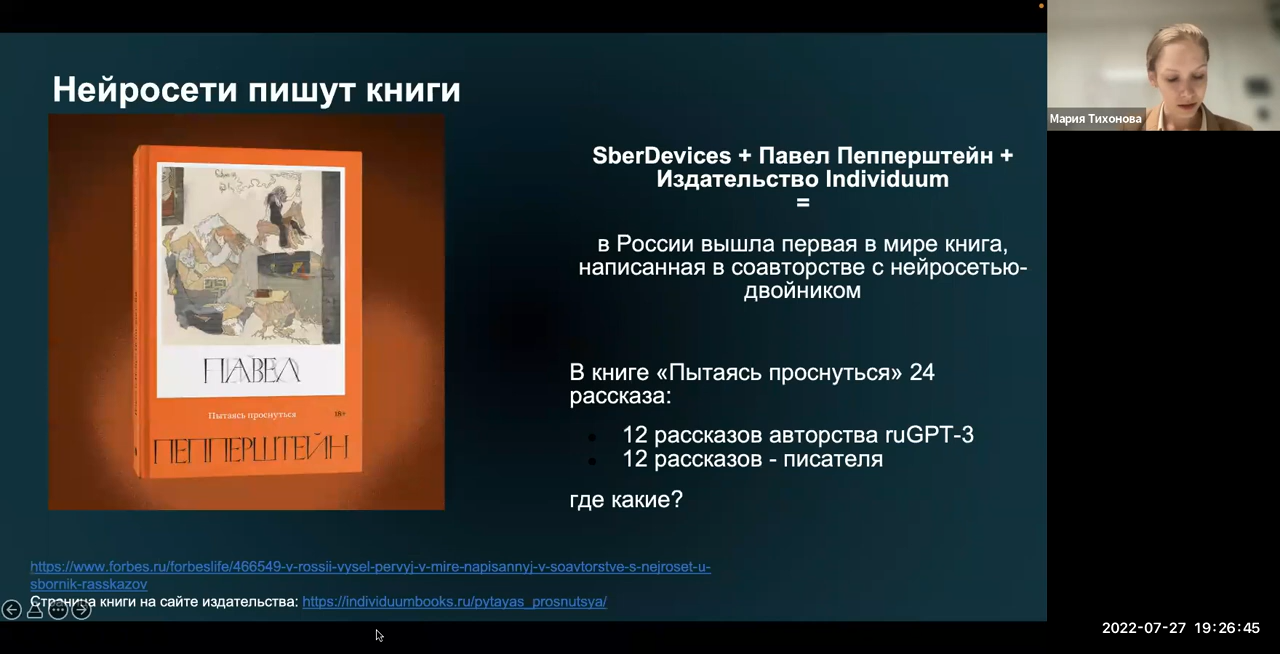 Нейросети пишут книги
Мария Тихонова
SberDevices + Павел Пепперштейн +
Издательство Individuum
=
в России вышла первая в мире книга,
написанная в соавторстве с нейросетью-
двойником
ПАВЕЛ
Пытаясь проснуться
18+
ПЕППЕРШТЕЙН
В книге «Пытаясь проснуться» 24
рассказа:
12 рассказов авторства ruGPT-3
12 рассказов - писателя
где какие?
https://www.forbes.ru/forbeslife/466549-v-rossii-vysel-pervyj-v-mire-napisannyj-v-soavtorstve-s-nejroset-u-
sbornik-rasskazov
Страница книги на сайте издательства: https://individuumbooks.ru/pytayas_prosnutsya/
2022-07-27 19:26:45